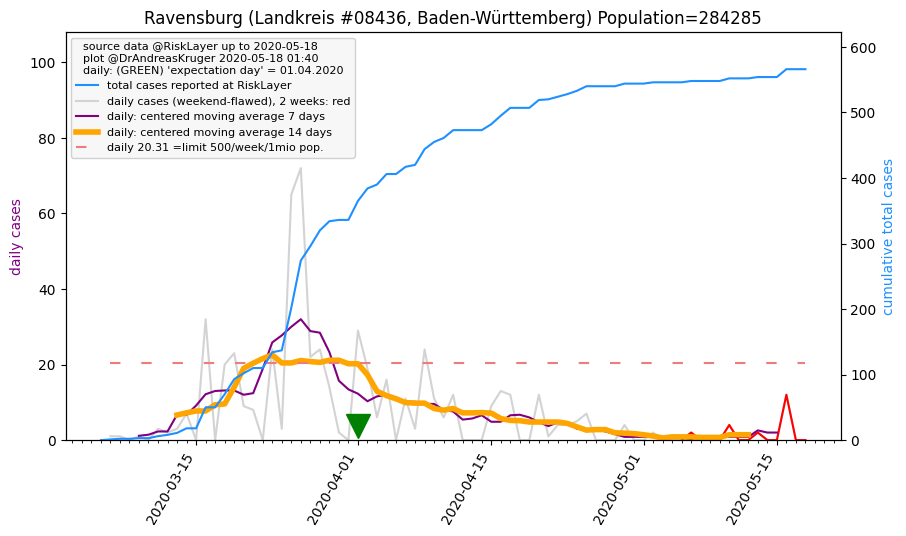 Ravensburg (Landkreis #08436, Baden-Württemberg) Population=284285
source data @RiskLayer up to 2020-05-18
plot @DrAndreasKruger 2020-05-18 01:40
daily: (GREEN) 'expectation day' = 01.04.2020
total cases reported at RiskLayer
daily cases (weekend-flawed), 2 weeks: red
daily: centered moving average 7 days
daily: centered moving average 14 days
daily 20.31 =limit 500/week/1mio pop.
daily cases
100
80
60
40
20
0
cumulative total cases
600
500
400
300
200
100
0
2020-03-15
2020-04-01
2020-04-15
2020-05-01
2020-05-15